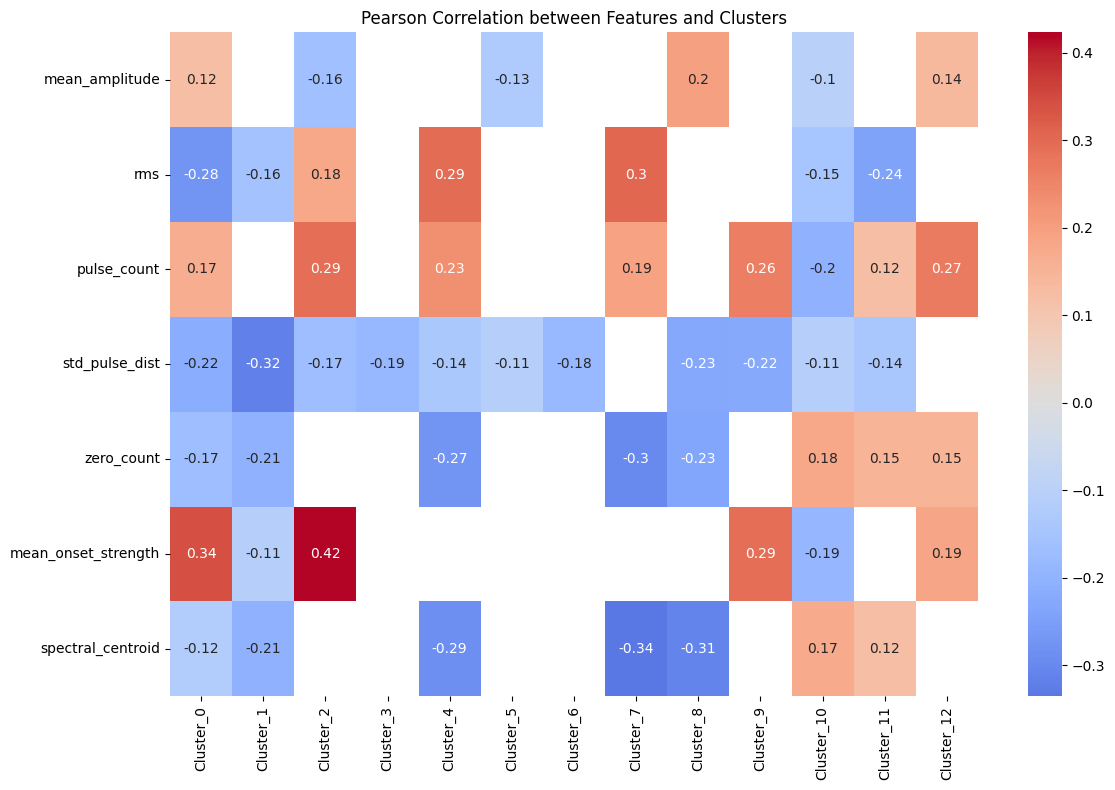 Pearson Correlation between Features and Clusters
mean_amplitude 0.12 -0.16 -0.13 0.2 -0.1 0.14
rms -0.28 -0.16 0.18 0.29 0.3 -0.15 -0.24
pulse_count 0.17 0.29 0.23 0.19 0.26 -0.2 0.12 0.27
std_pulse_dist -0.22 -0.32 -0.17 -0.19 -0.14 -0.11 -0.18 -0.23 -0.22 -0.11 -0.14
zero_count -0.17 -0.21 -0.27 -0.3 -0.23 0.18 0.15 0.15
mean_onset_strength 0.34 -0.11 0.42 0.29 -0.19 0.19
spectral_centroid -0.12 -0.21 -0.29 -0.34 -0.31 0.17 0.12
Cluster_0 Cluster_1 Cluster_2 Cluster_3 Cluster_4 Cluster_5 Cluster_6 Cluster_7 Cluster_8 Cluster_9 Cluster_10 Cluster_11 Cluster_12
0.4
0.3
0.2
0.1
0.0
−0.1
−0.2
−0.3